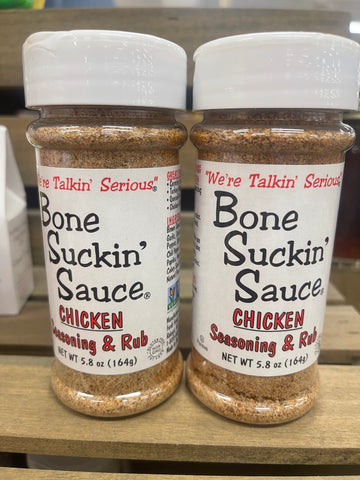 "We're Talkin' Serious."®
Bone
Suckin'
Sauce®
CHICKEN
Seasoning & Rub
NET WT 5.8 oz (164g)
"We're Talkin' Serious."
Bone
Suckin'
Sauce®
CHICKEN
Seasoning & Rub
NET WT 5.8 oz (164g)